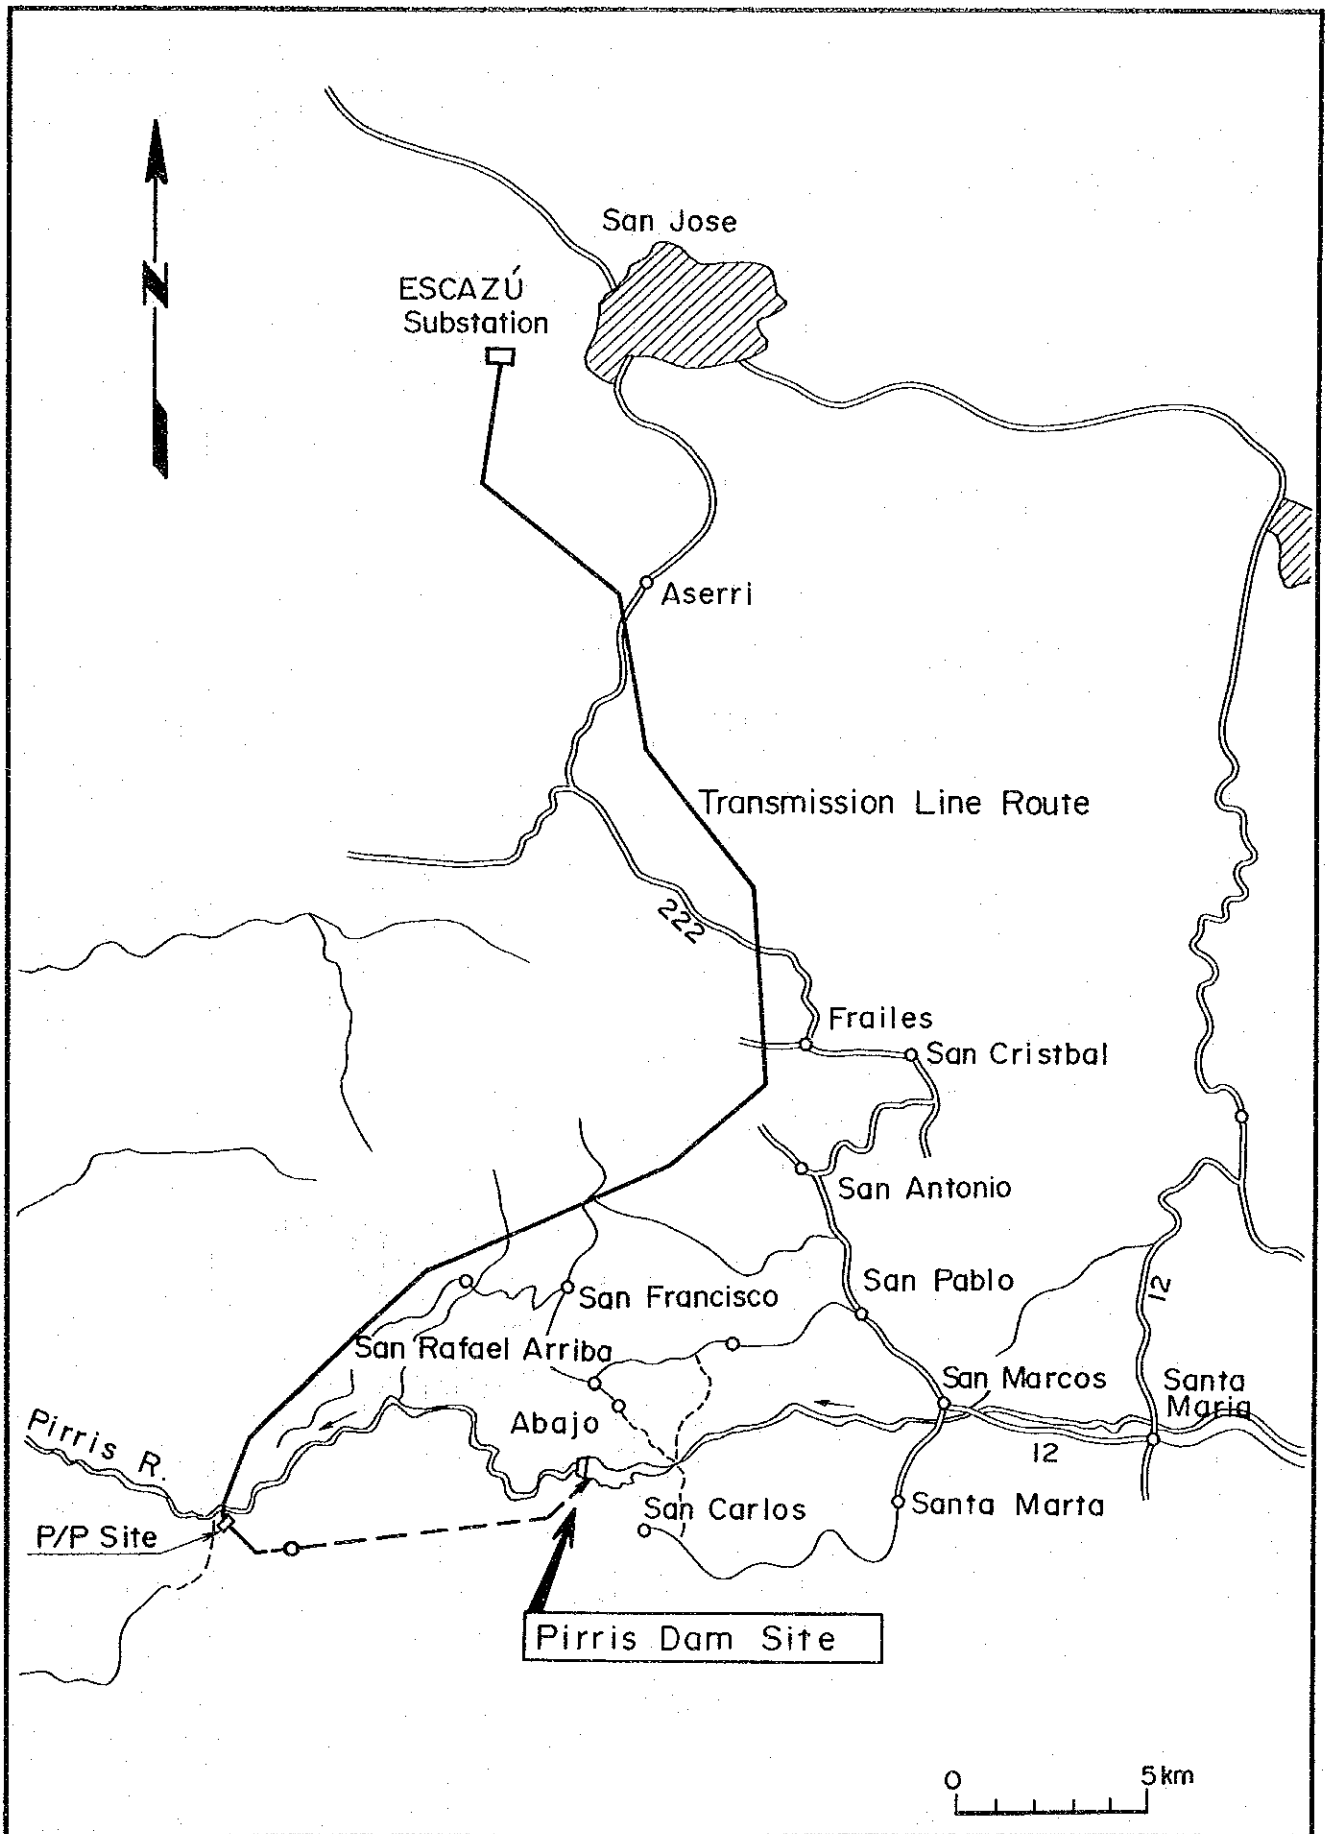 San Jose
ESCAZÚ
Substation
N
Aserri
Transmission Line Route
222
Frailes
San Cristbal
San Antonio
San Pablo
12
San Francisco
San Rafael Arriba
San Marcos
Santa
Maria
Abajo
Pirris R.
12
San Carlos
Santa Marta
P/P Site
Pirris Dam Site
0 5km